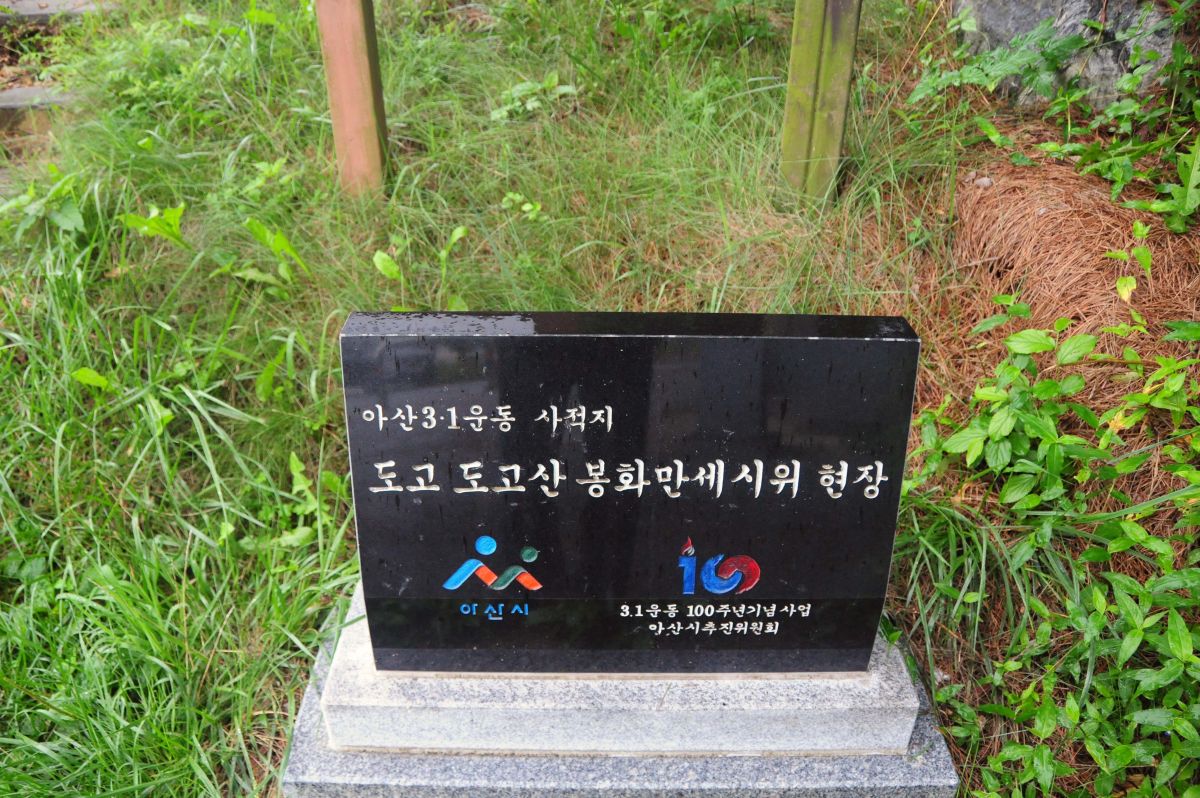 아산3·1운동 사적지
도고 도고산 봉화만세시위 현장
아산시
100
3.1운동 100주년기념사업
아산시추진위원회